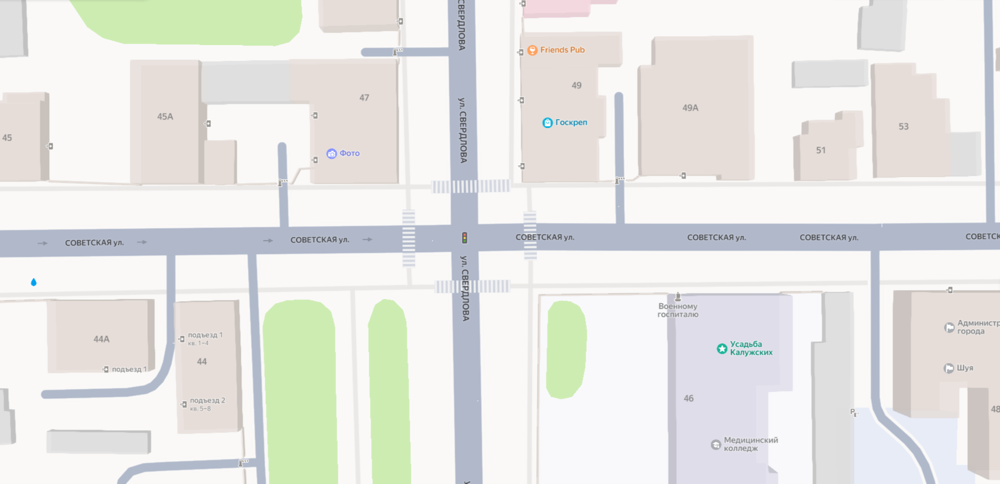 СВЕРДЛОВА
Friends Pub
49
47
49А
45А
ул. СВЕРДЛОВА
Госкреп
53
45
51
Фото
СОВЕТСКАЯ ул.
СОВЕТСКАЯ ул.
СОВЕТСКАЯ ул.
СОВЕТСКАЯ ул.
СОВЕТСКАЯ ул.
СОВЕТСК
ул. СВЕРДЛОВА
Военному
госпиталю
Администр
города
44А
подъезд 1
кв. 1–4
Усадьба
Калужских
44
подъезд 1
Шуя
подъезд 2
кв. 5–8
46
48
P
Медицинский
колледж
у